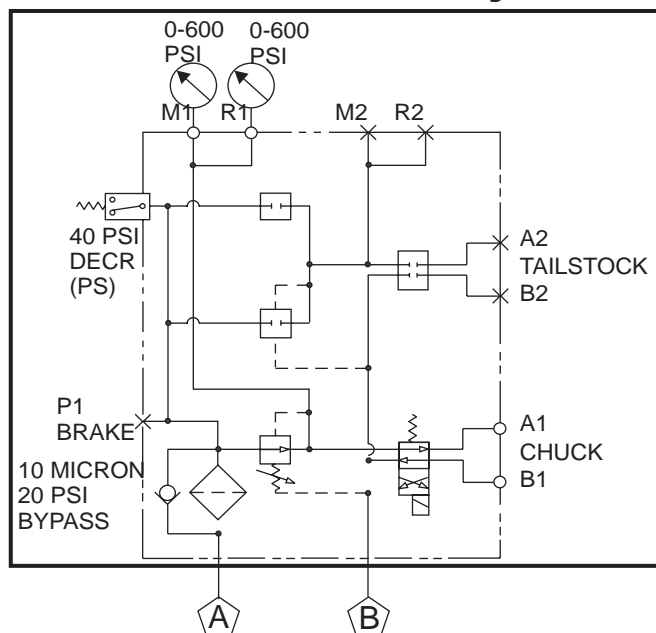 0-600
PSI
0-600
PSI
M1
R1
M2
R2
40 PSI
DECR
(PS)
A2
TAILSTOCK
B2
P1
BRAKE
A1
CHUCK
B1
10 MICRON
20 PSI
BYPASS
A
B